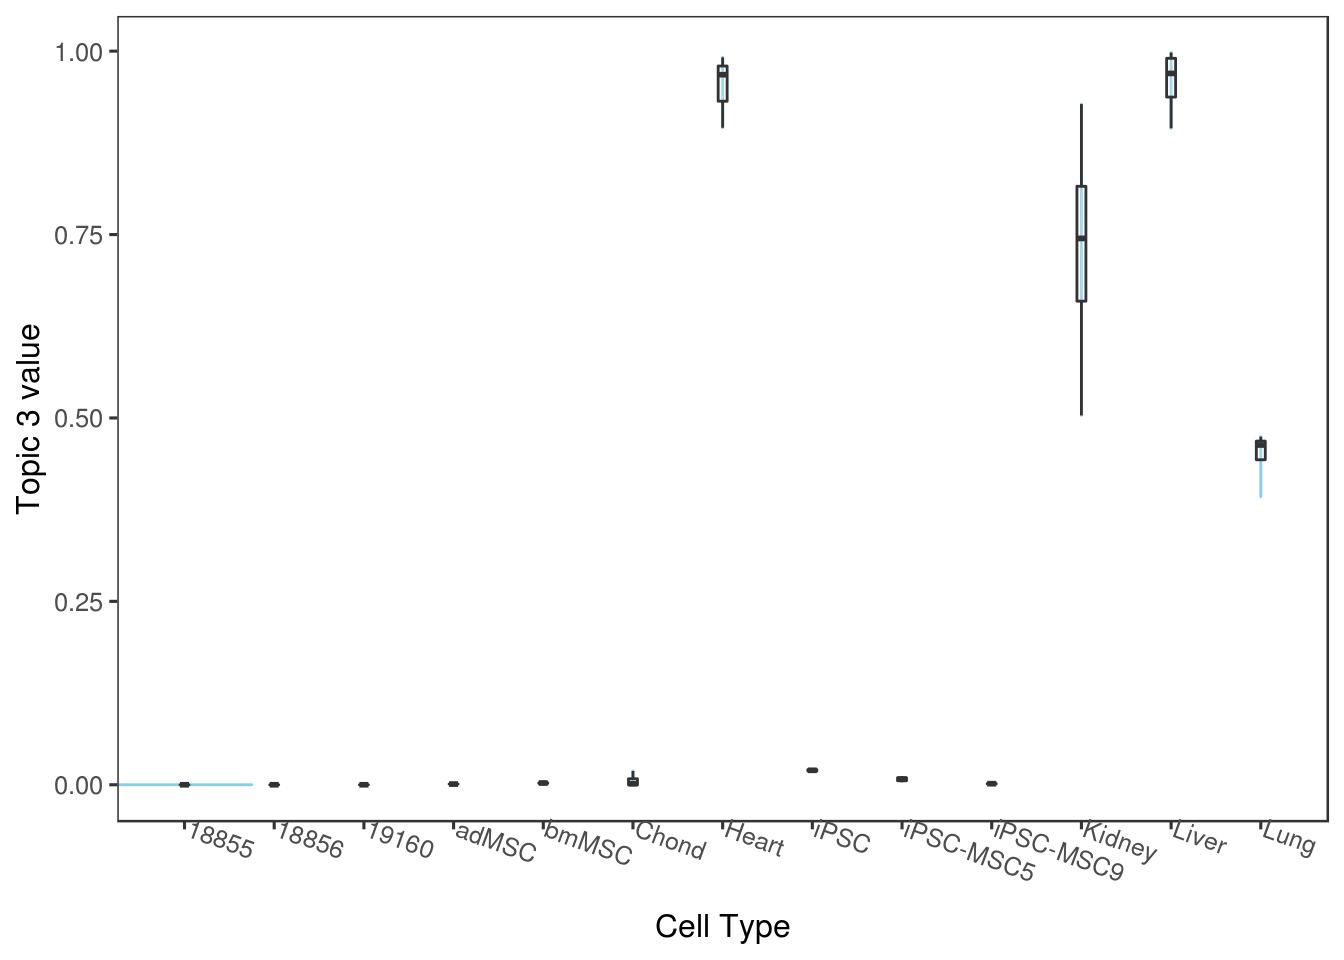 1.00
0.75
0.50
0.25
0.00
Topic 3 value
18855
18856
19160
adMSC
bmMSC
Chond
Heart
iPSC
iPSC-MSC5
iPSC-MSC9
Kidney
Liver
Lung
Cell Type